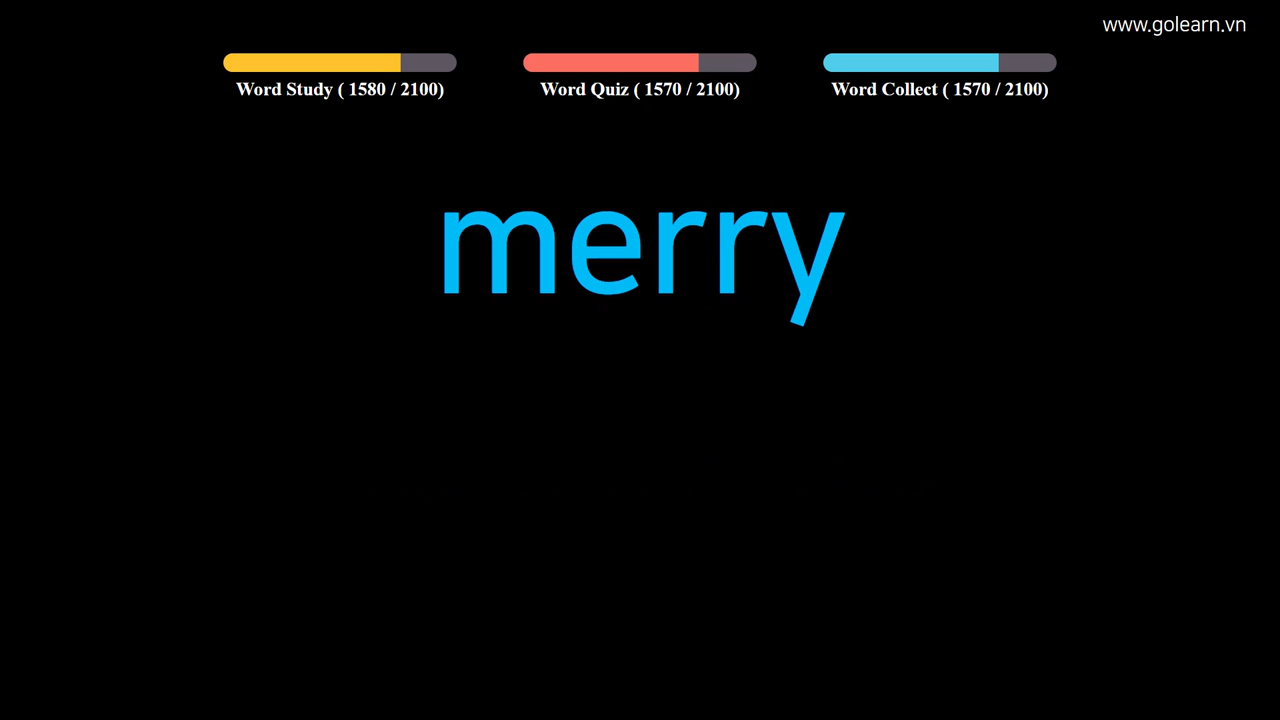 www.golearn.vn
Word Study ( 1580 / 2100)
Word Quiz ( 1570 / 2100)
Word Collect ( 1570 / 2100)
merry